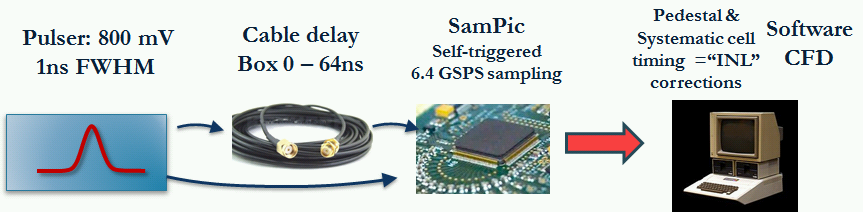 Pulser: 800 mV
1ns FWHM
Cable delay
Box 0 – 64ns
SamPic
Self-triggered
6.4 GSPS sampling
Pedestal &
Systematic cell
timing =“INL”
corrections
Software
CFD